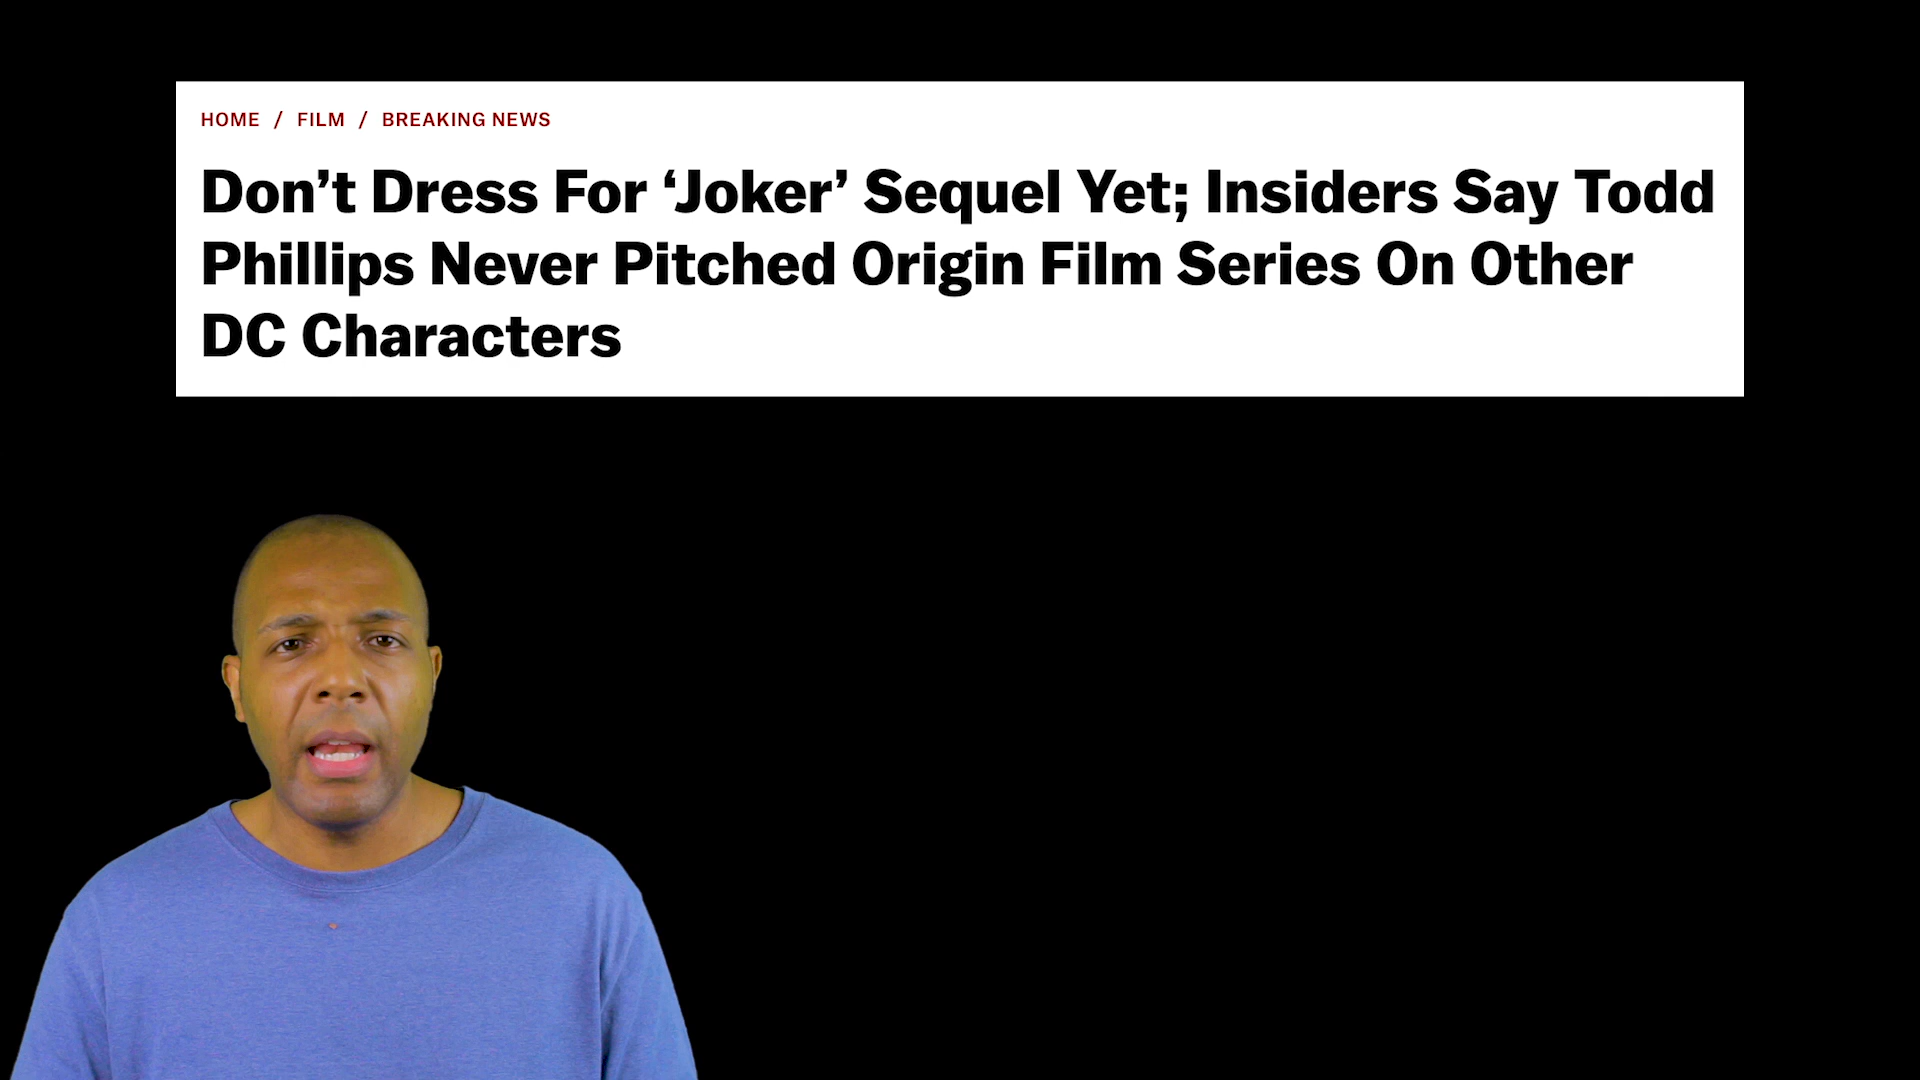 HOME / FILM / BREAKING NEWS
Don’t Dress For ‘Joker’ Sequel Yet; Insiders Say Todd
Phillips Never Pitched Origin Film Series On Other
DC Characters